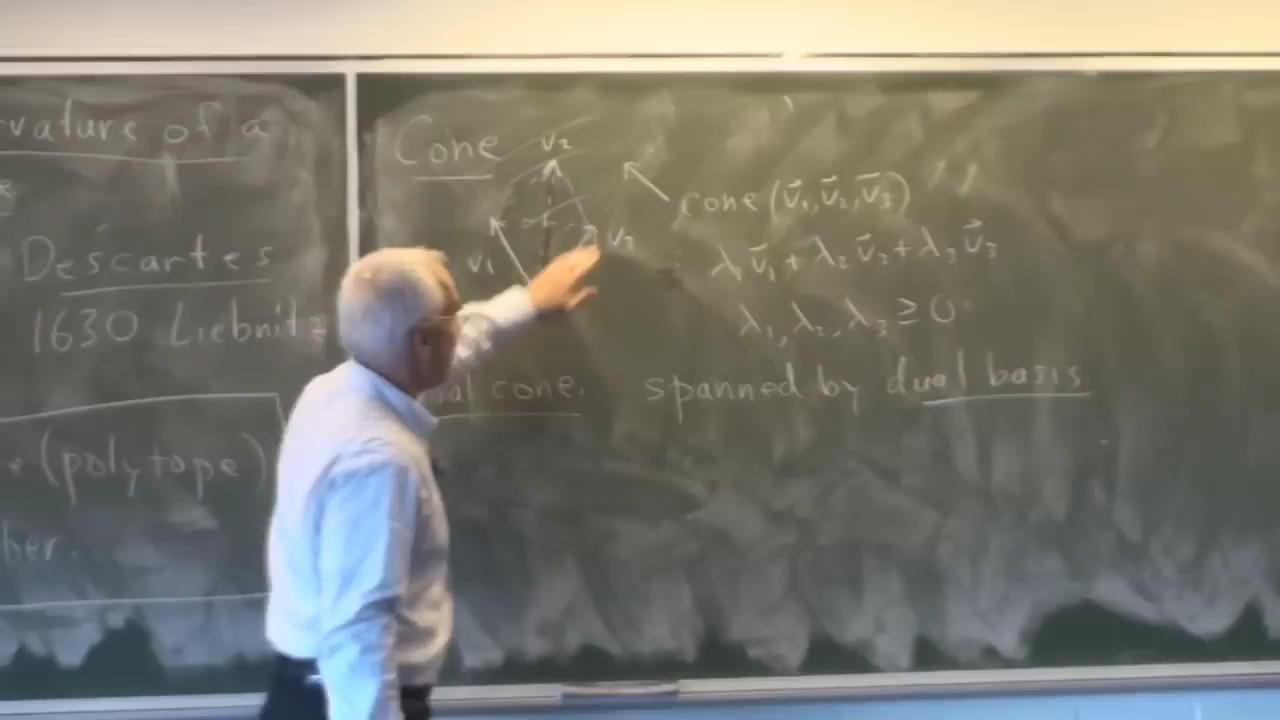 rvature of a
Descartes
1630 Liebnitz
e (polytope)
ber.
Cone
v₂
v₁
v₃
cone (v⃗₁, v⃗₂, v⃗₃)
λ₁v⃗₁ + λ₂v⃗₂ + λ₃v⃗₃
λ₁, λ₂, λ₃ ≥ 0
al cone. spanned by dual basis